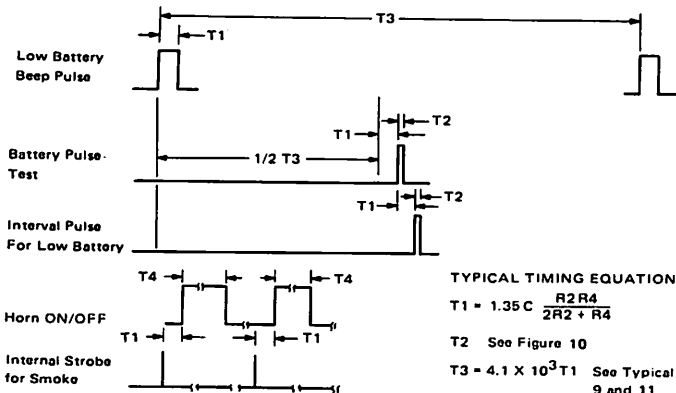 T3
T1
Low Battery
Beep Pulse
T2
T1
1/2 T3
Battery Pulse-
Test
T2
T1
Interval Pulse
For Low Battery
T4
T4
Horn ON/OFF
T1
T1
Internal Strobe
for Smoke
TYPICAL TIMING EQUATION
T1 = 1.35 C R2 R4 / 2R2 + R4
T2 See Figure 10
T3 = 4.1 X 10³ T1 See Typical
9 and 11